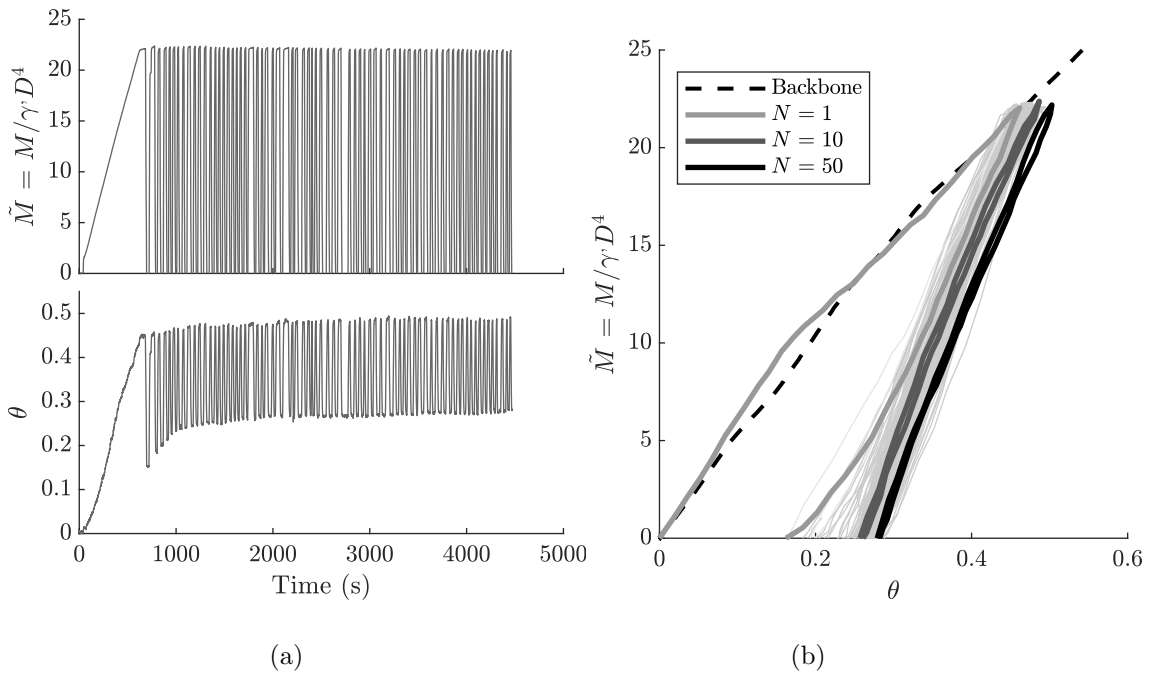 25
20
15
10
5
0
M̃ = M/γ’D⁴
0.5
0.4
0.3
0.2
0.1
0
θ
0 1000 2000 3000 4000 5000
Time (s)
(a)
25
20
15
10
5
0
M̃ = M/γ’D⁴
Backbone
N = 1
N = 10
N = 50
0 0.2 0.4 0.6
θ
(b)